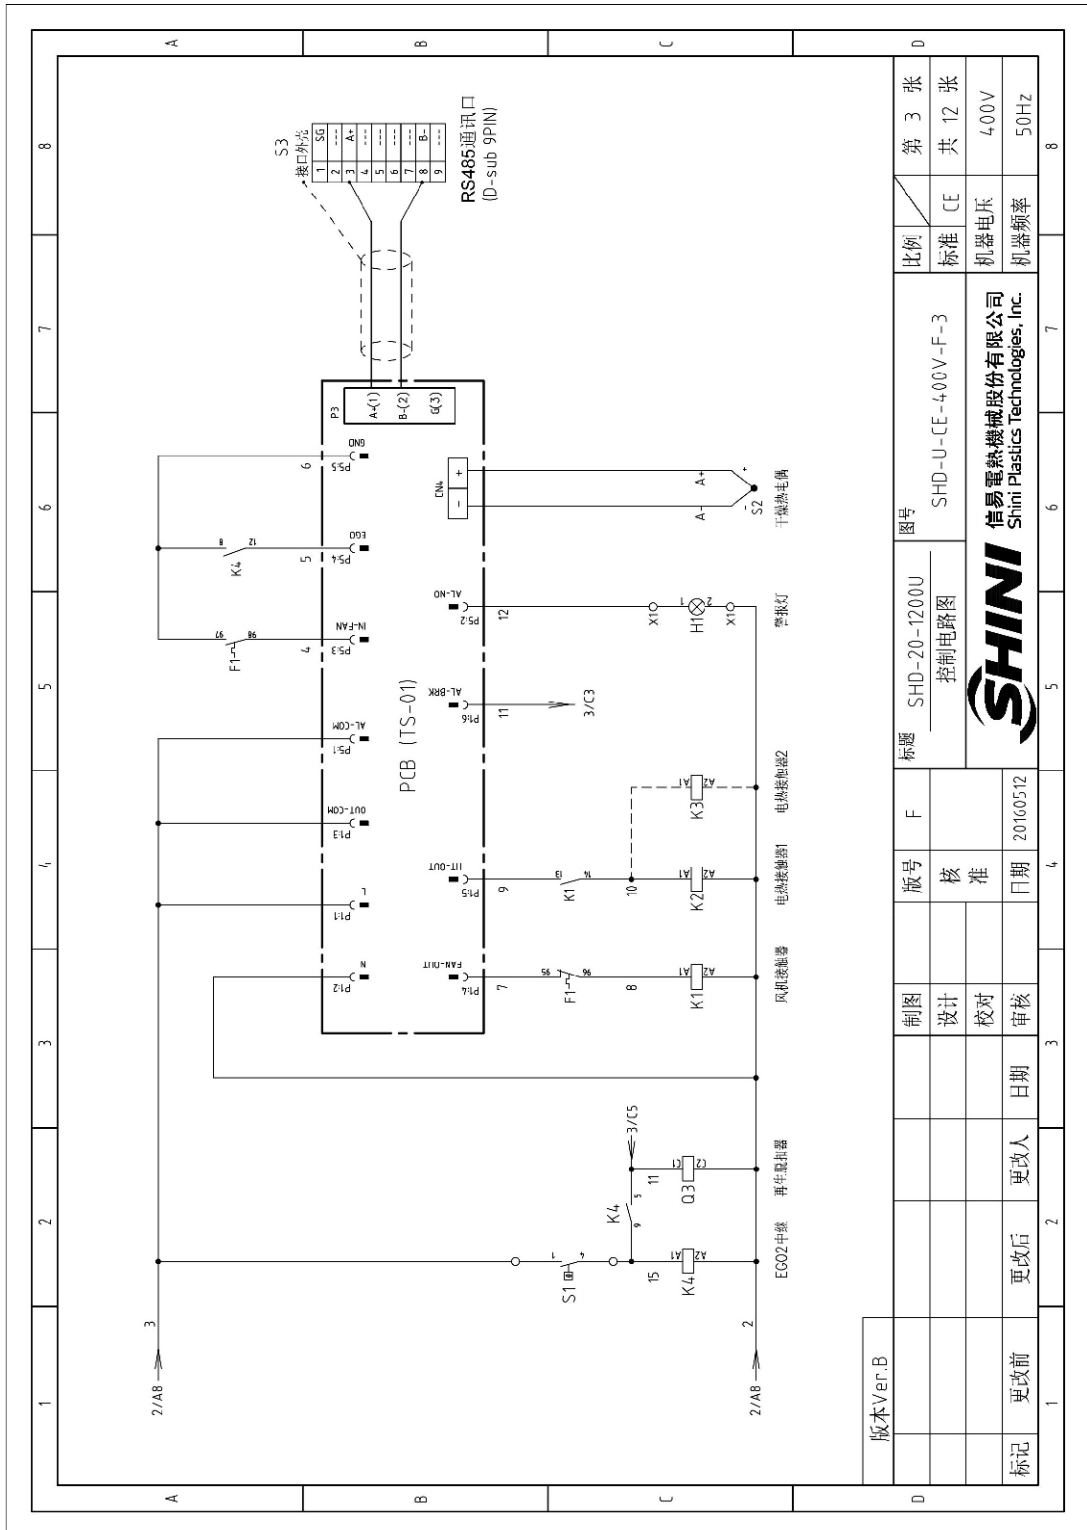 1
2
3
4
5
6
7
8
A
B
C
D
2/A8
3
2/A8
2
S1
1
4
15
K4
A1
A2
EGO2中继
K4
9
5
3/C5
11
Q3
C1
C2
再生脱扣器
N
P1:2
L
P1:1
OUT-COM
P1:3
AL-COM
P5:1
F1
97
98
4
IN-FAN
P5:3
K4
8
12
5
EGO
P5:4
6
GND
P5:5
PCB (TS-01)
FAN-OUT
P1:4
7
F1
95
96
8
K1
A1
A2
风机接触器
P1:5
9
K1
13
14
10
K2
A1
A2
电热接触器1
K3
A1
A2
电热接触器2
AL-BRK
P1:6
11
3/C3
AL-NO
P5:2
12
X1
H1
1
2
X1
警报灯
CN4
- +
A-
A+
-
+
S2
干燥热电偶
P3
A+(1)
B-(2)
G(3)
S3
接口外壳
1 SG
2 ---
3 A+
4 ---
5 ---
6 ---
7 ---
8 B-
9 ---
RS485通讯口
(D-sub 9PIN)
版本Ver.B
标记 更改前 更改后 更改人 日期
制图
设计
校对
审核
版号 F
核准
日期 20160512
标题 SHD-20-1200U
控制电路图
图号
SHD-U-CE-400V-F-3
SHINI
信易電熱機械股份有限公司
Shini Plastics Technologies, Inc.
比例
第 3 张
标准 CE
共 12 张
机器电压 400V
机器频率 50Hz
1
2
3
4
5
6
7
8
A
B
C
D